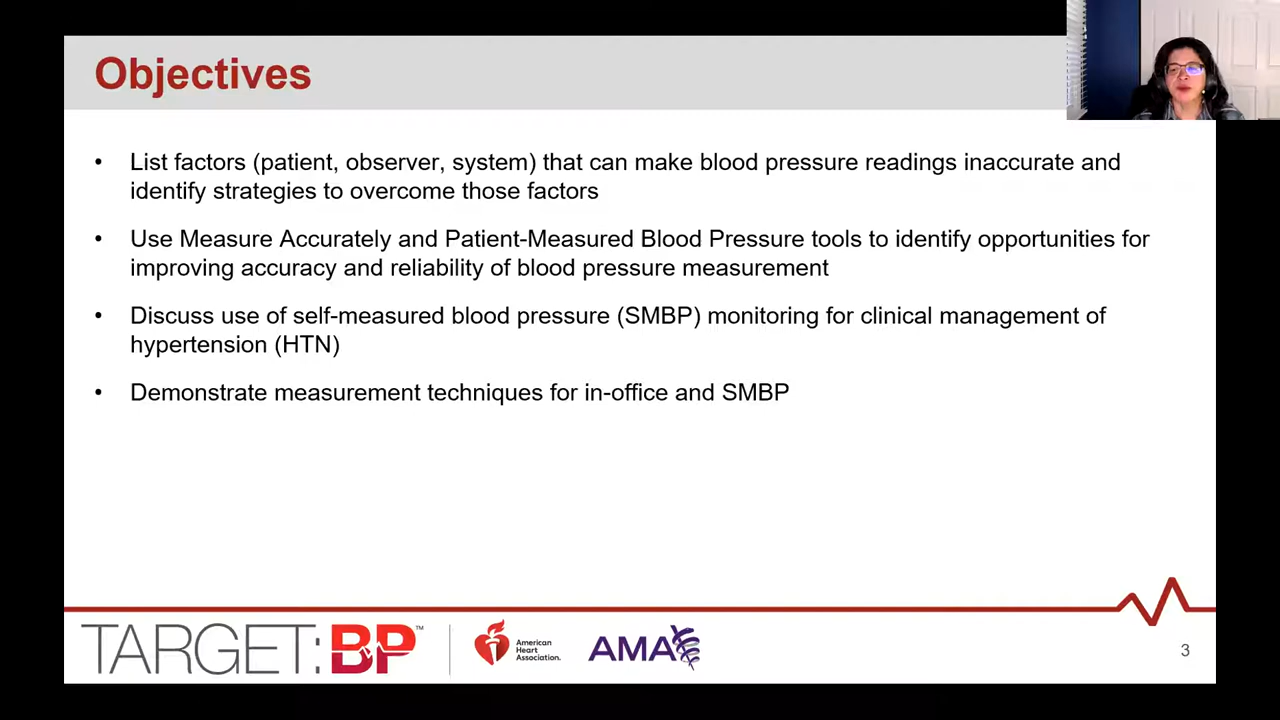 Objectives
• List factors (patient, observer, system) that can make blood pressure readings inaccurate and
identify strategies to overcome those factors
• Use Measure Accurately and Patient-Measured Blood Pressure tools to identify opportunities for
improving accuracy and reliability of blood pressure measurement
• Discuss use of self-measured blood pressure (SMBP) monitoring for clinical management of
hypertension (HTN)
• Demonstrate measurement techniques for in-office and SMBP
TARGET:BP™
American
Heart
Association.
AMA
3